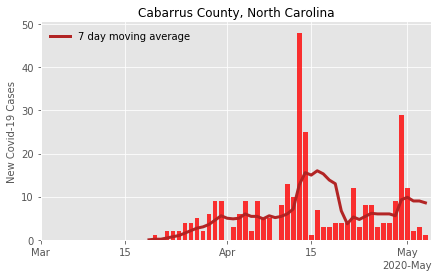 Cabarrus County, North Carolina
50
7 day moving average
40
30
20
10
0
New Covid-19 Cases
Mar 15 Apr 15 May
2020-May